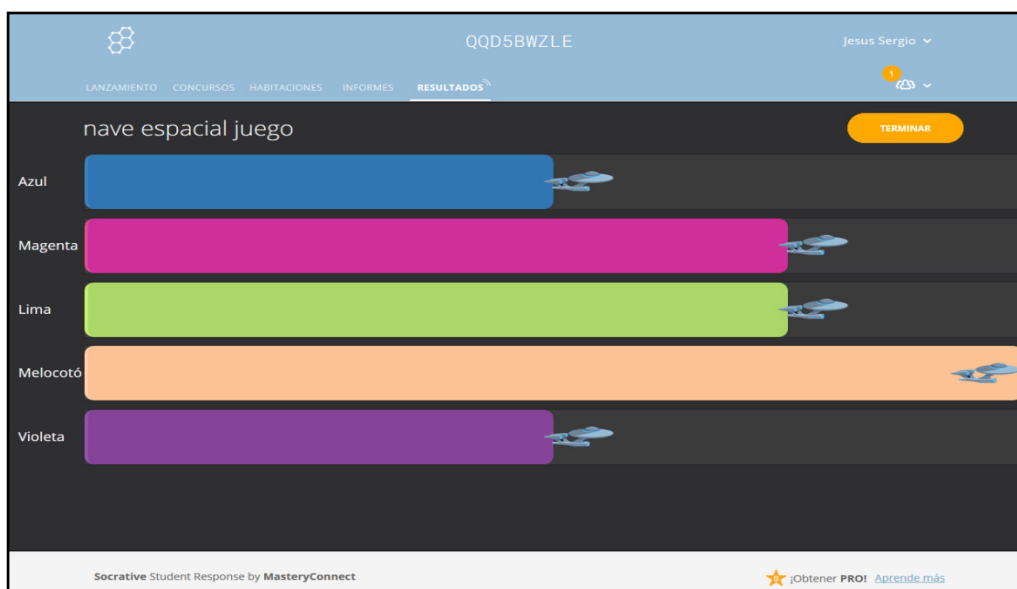 QQD5BWZLE
Jesus Sergio
1
LANZAMIENTO CONCURSOS HABITACIONES INFORMES RESULTADOS
nave espacial juego
TERMINAR
Azul
Magenta
Lima
Melocotó
Violeta
Socrative Student Response by MasteryConnect
¡Obtener PRO! Aprende más